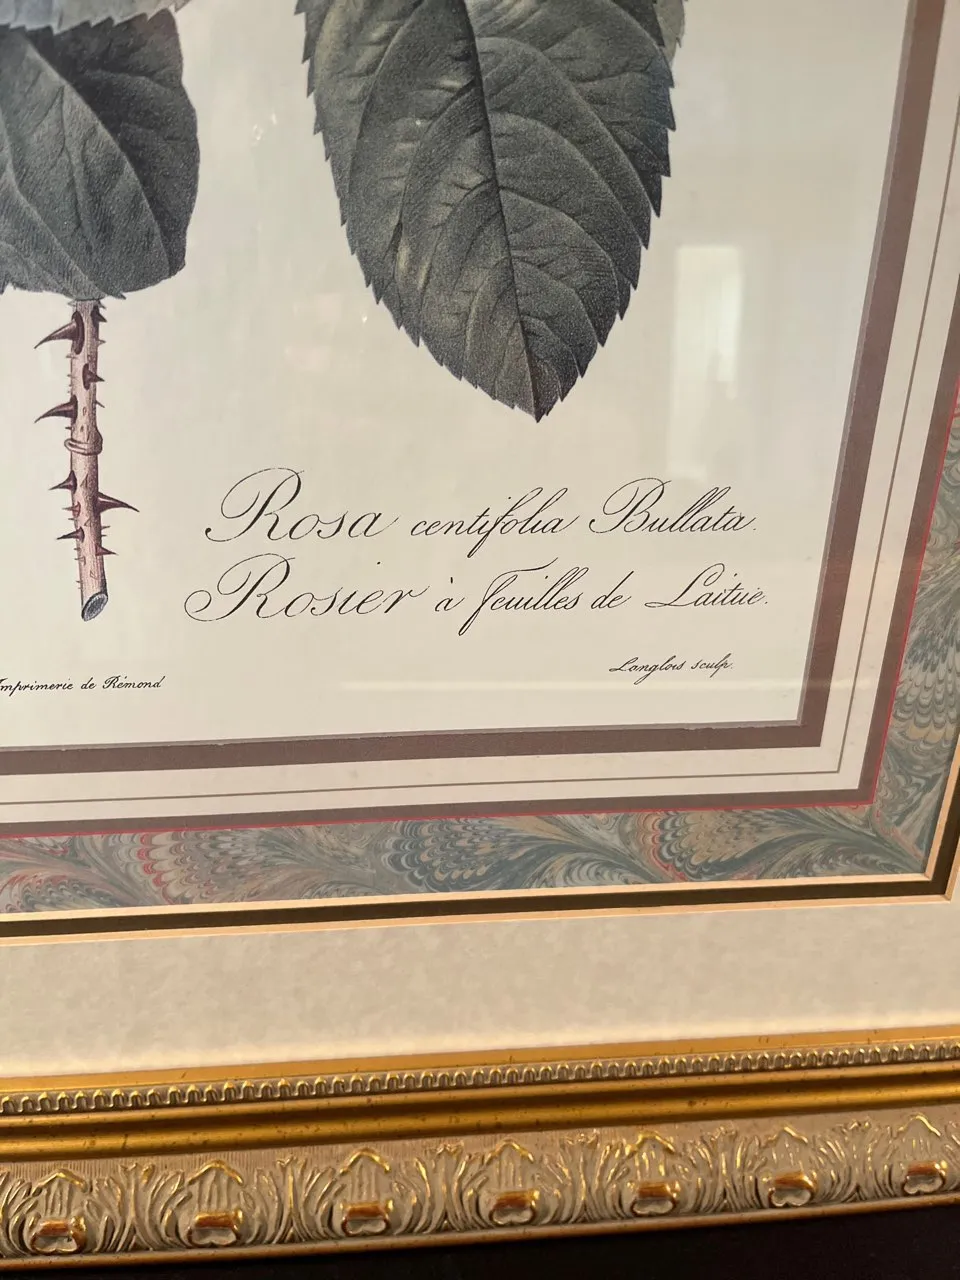 Rosa centifolia Bullata.
Rosier à feuilles de Laitue.
Langlois sculp.
Imprimerie de Rémond